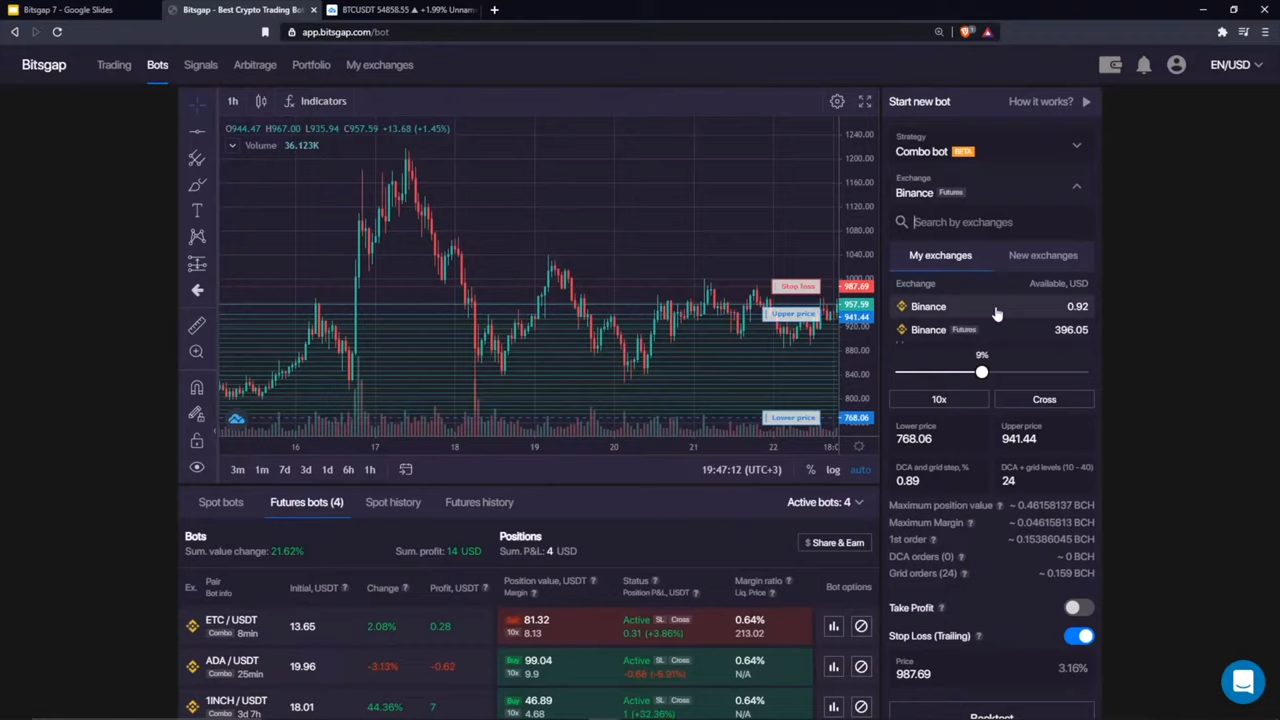 Bitsgap 7 - Google Slides
Bitsgap - Best Crypto Trading Bot
BTCUSDT 54858.55 ▲ +1.99% Unnam
app.bitsgap.com/bot
Bitsgap
Trading
Bots
Signals
Arbitrage
Portfolio
My exchanges
EN/USD
1h
Indicators
O944.47 H967.00 L935.94 C957.59 +13.68 (+1.45%)
Volume 36.123K
1240.00
1200.00
1160.00
1120.00
1080.00
1040.00
1000.00
Stop loss 987.69
957.59
Upper price 941.44
920.00
880.00
840.00
800.00
Lower price 768.06
16 17 18 19 20 21 22 18:0
3m 1m 7d 3d 1d 6h 1h
19:47:12 (UTC+3)
% log auto
Spot bots
Futures bots (4)
Spot history
Futures history
Active bots: 4
Bots
Sum. value change: 21.62%
Sum. profit: 14 USD
Positions
Sum. P&L: 4 USD
$ Share & Earn
Ex.
Pair
Bot info
Initial, USDT ?
Change ?
Profit, USDT ?
Position value, USDT ?
Margin ?
Status ?
Position P&L, USDT ?
Margin ratio ?
Liq. Price ?
Bot options
ETC / USDT
Combo 8min
13.65
2.08%
0.28
Sell 81.32
10x 8.13
Active SL Cross
0.31 (+3.86%)
0.64%
213.02
ADA / USDT
Combo 25min
19.96
-3.13%
-0.62
Buy 99.04
10x 9.9
Active SL Cross
-0.68 (-5.91%)
0.64%
N/A
1INCH / USDT
Combo 3d 7h
18.01
44.36%
7
Buy 46.89
10x 4.68
Active SL Cross
1 (+32.36%)
0.64%
N/A
Start new bot
How it works?
Strategy
Combo bot BETA
Exchange
Binance Futures
Search by exchanges
My exchanges
New exchanges
Exchange
Available, USD
Binance 0.92
Binance Futures 396.05
9%
10x
Cross
Lower price
768.06
Upper price
941.44
DCA and grid step, %
0.89
DCA + grid levels (10 - 40)
24
Maximum position value ? ~ 0.46158137 BCH
Maximum Margin ? ~ 0.04615813 BCH
1st order ? ~ 0.15386045 BCH
DCA orders (0) ? ~ 0 BCH
Grid orders (24) ? ~ 0.159 BCH
Take Profit ?
Stop Loss (Trailing) ?
Price
987.69
3.16%
Backtest